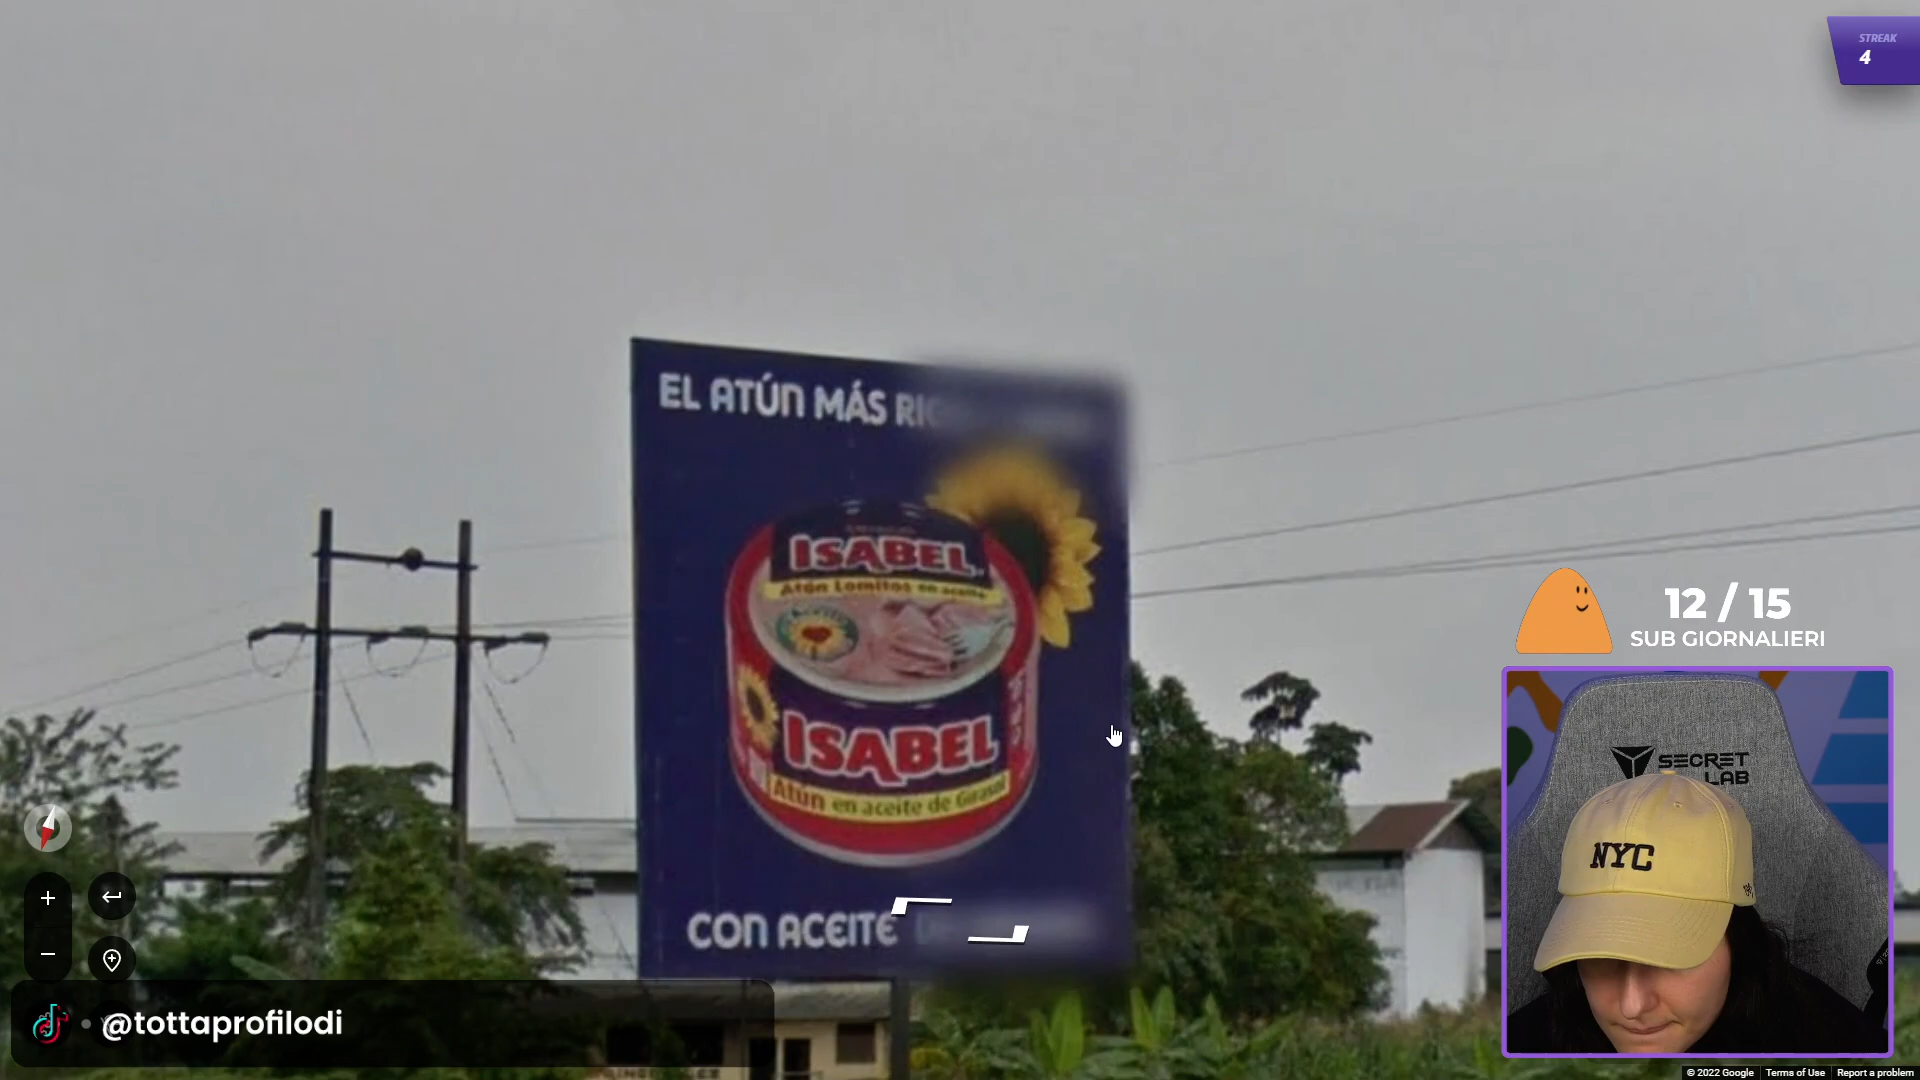 STREAK
4
EL ATÚN MÁS RIC
ISABEL
Atún Lomitos en aceite
ISABEL
Atún en aceite de Girasol
CON ACEITE
12 / 15
SUB GIORNALIERI
SECRET
LAB
NYC
@tottaprofilodi
© 2022 Google Terms of Use Report a problem